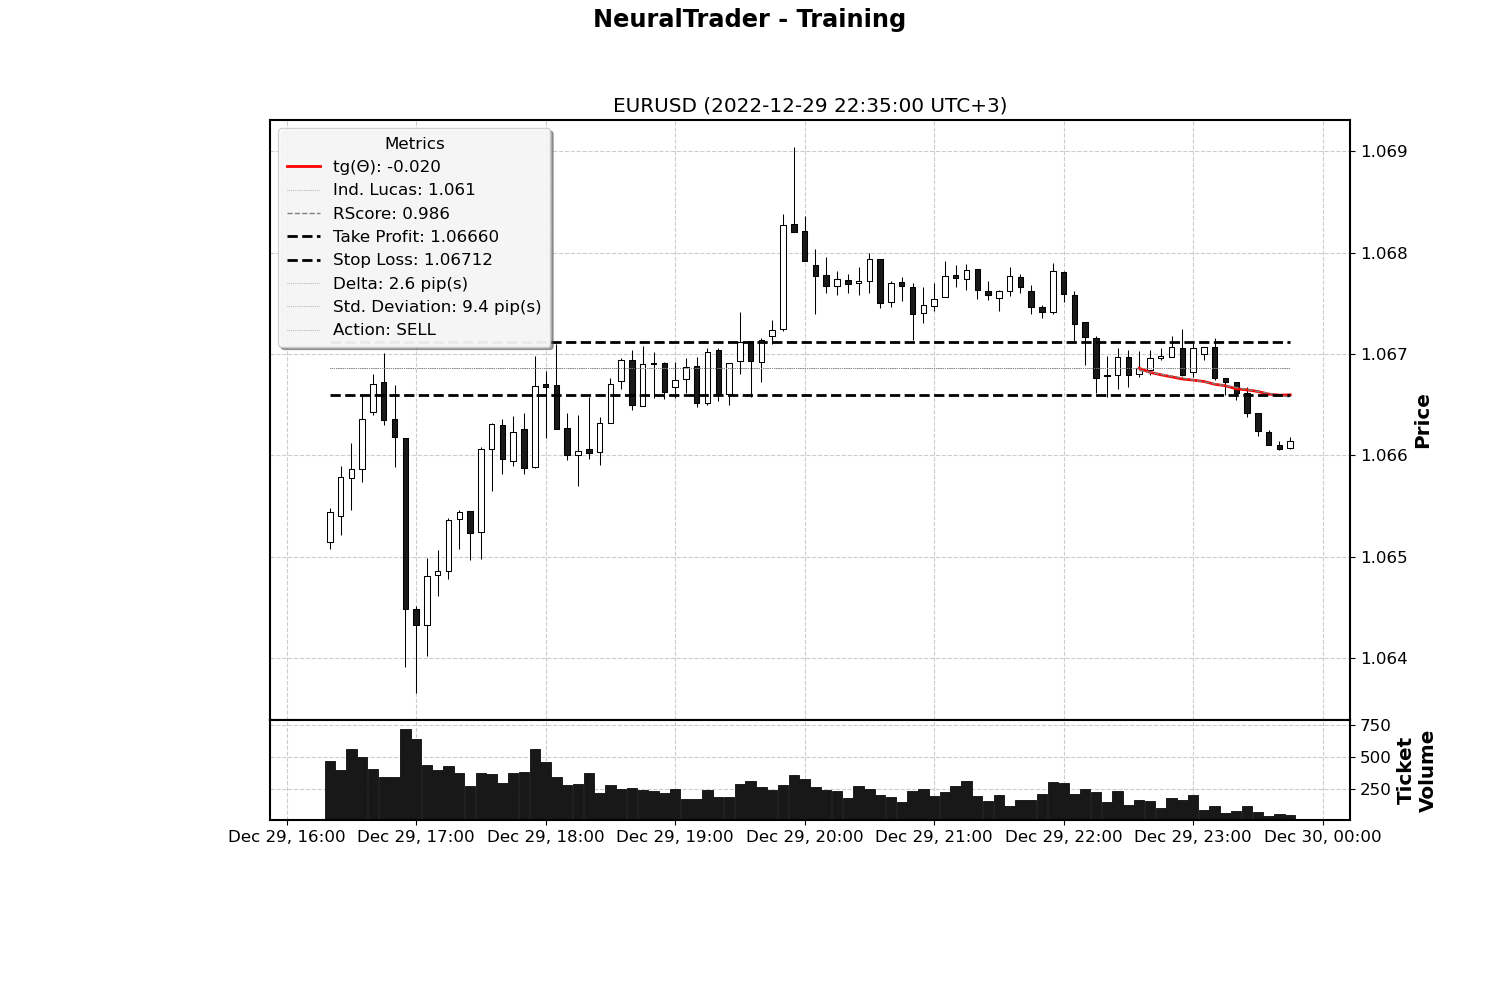 NeuralTrader - Training
EURUSD (2022-12-29 22:35:00 UTC+3)
Metrics
tg(Θ): -0.020
Ind. Lucas: 1.061
RScore: 0.986
Take Profit: 1.06660
Stop Loss: 1.06712
Delta: 2.6 pip(s)
Std. Deviation: 9.4 pip(s)
Action: SELL
1.069
1.068
1.067
1.066
1.065
1.064
Price
750
500
250
Ticket
Volume
Dec 29, 16:00 Dec 29, 17:00 Dec 29, 18:00 Dec 29, 19:00 Dec 29, 20:00 Dec 29, 21:00 Dec 29, 22:00 Dec 29, 23:00 Dec 30, 00:00